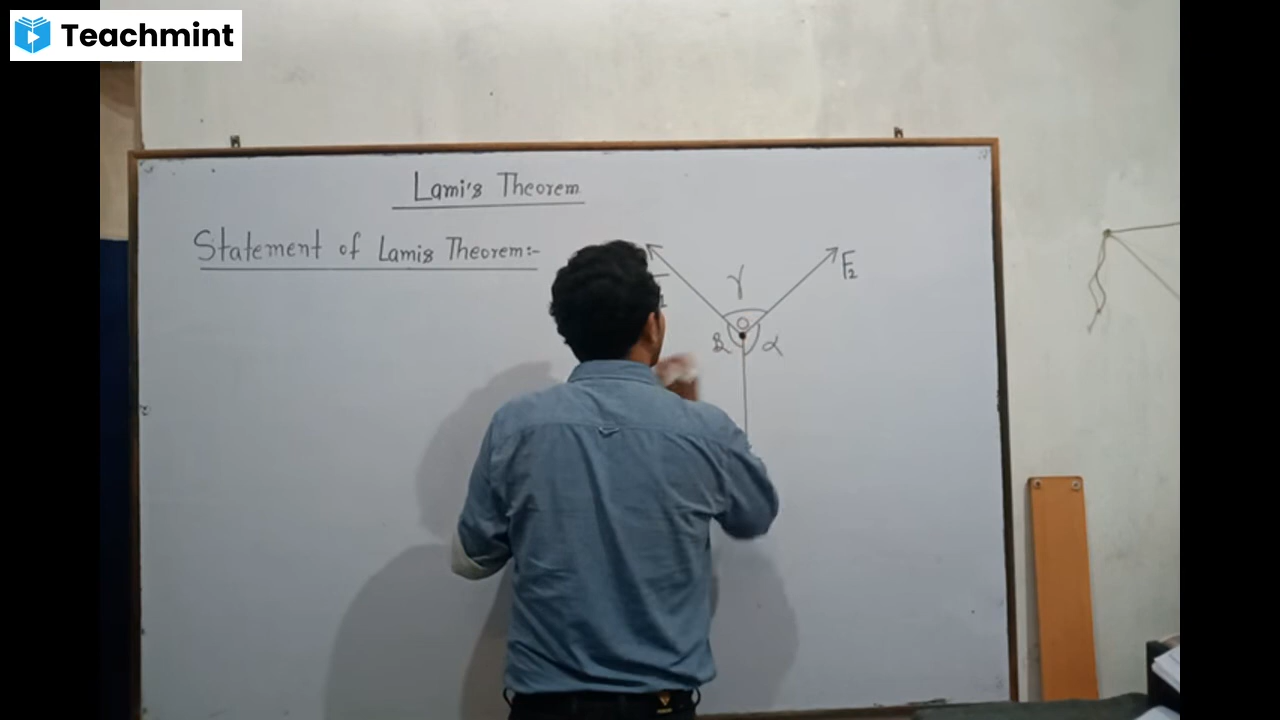 Teachmint
Lami's Theorem
Statement of Lamis Theorem:-
γ
F₂
O
β α